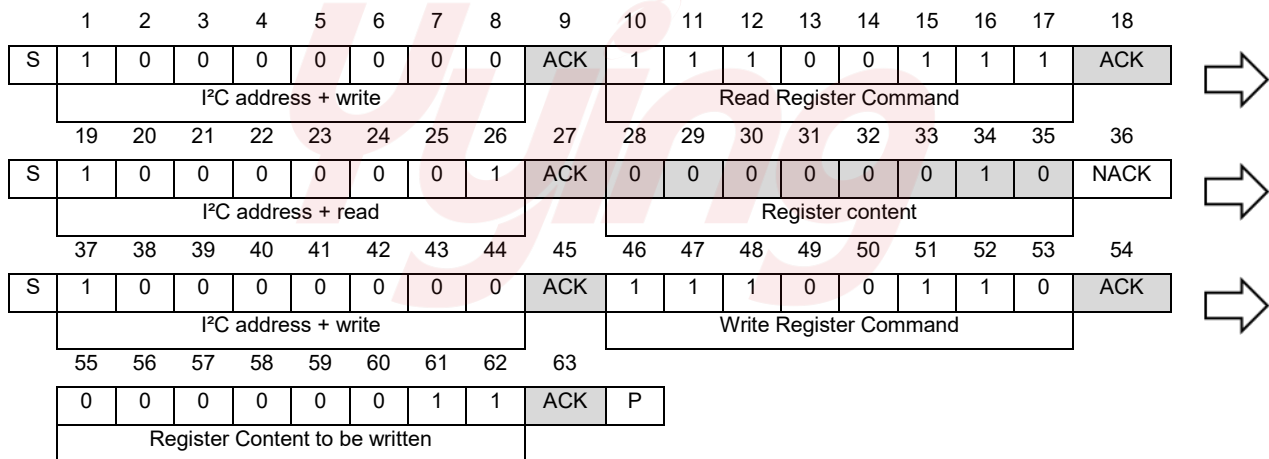 1 2 3 4 5 6 7 8 9 10 11 12 13 14 15 16 17 18
S 1 0 0 0 0 0 0 0 ACK 1 1 1 0 0 1 1 1 ACK
I²C address + write Read Register Command
19 20 21 22 23 24 25 26 27 28 29 30 31 32 33 34 35 36
S 1 0 0 0 0 0 0 1 ACK 0 0 0 0 0 0 1 0 NACK
I²C address + read Register content
37 38 39 40 41 42 43 44 45 46 47 48 49 50 51 52 53 54
S 1 0 0 0 0 0 0 0 ACK 1 1 1 0 0 1 1 0 ACK
I²C address + write Write Register Command
55 56 57 58 59 60 61 62 63
0 0 0 0 0 0 1 1 ACK P
Register Content to be written
Yying